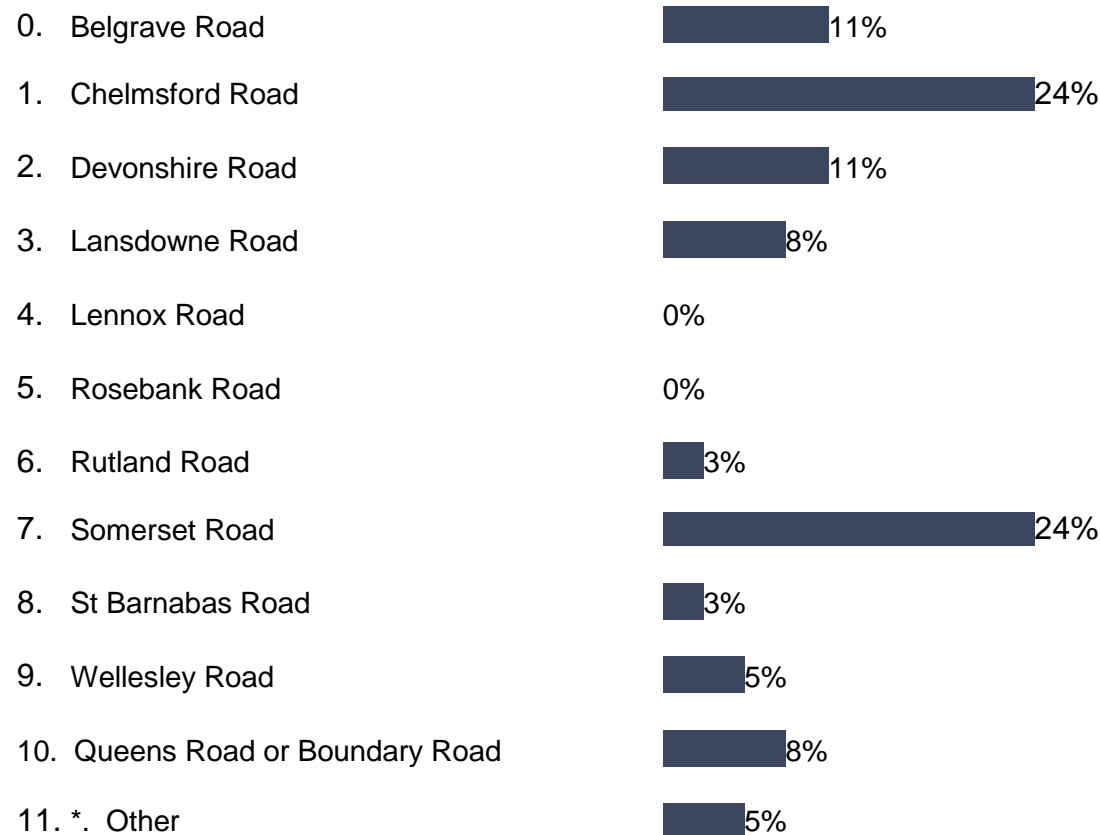 0. Belgrave Road 11%
1. Chelmsford Road 24%
2. Devonshire Road 11%
3. Lansdowne Road 8%
4. Lennox Road 0%
5. Rosebank Road 0%
6. Rutland Road 3%
7. Somerset Road 24%
8. St Barnabas Road 3%
9. Wellesley Road 5%
10. Queens Road or Boundary Road 8%
11. *. Other 5%